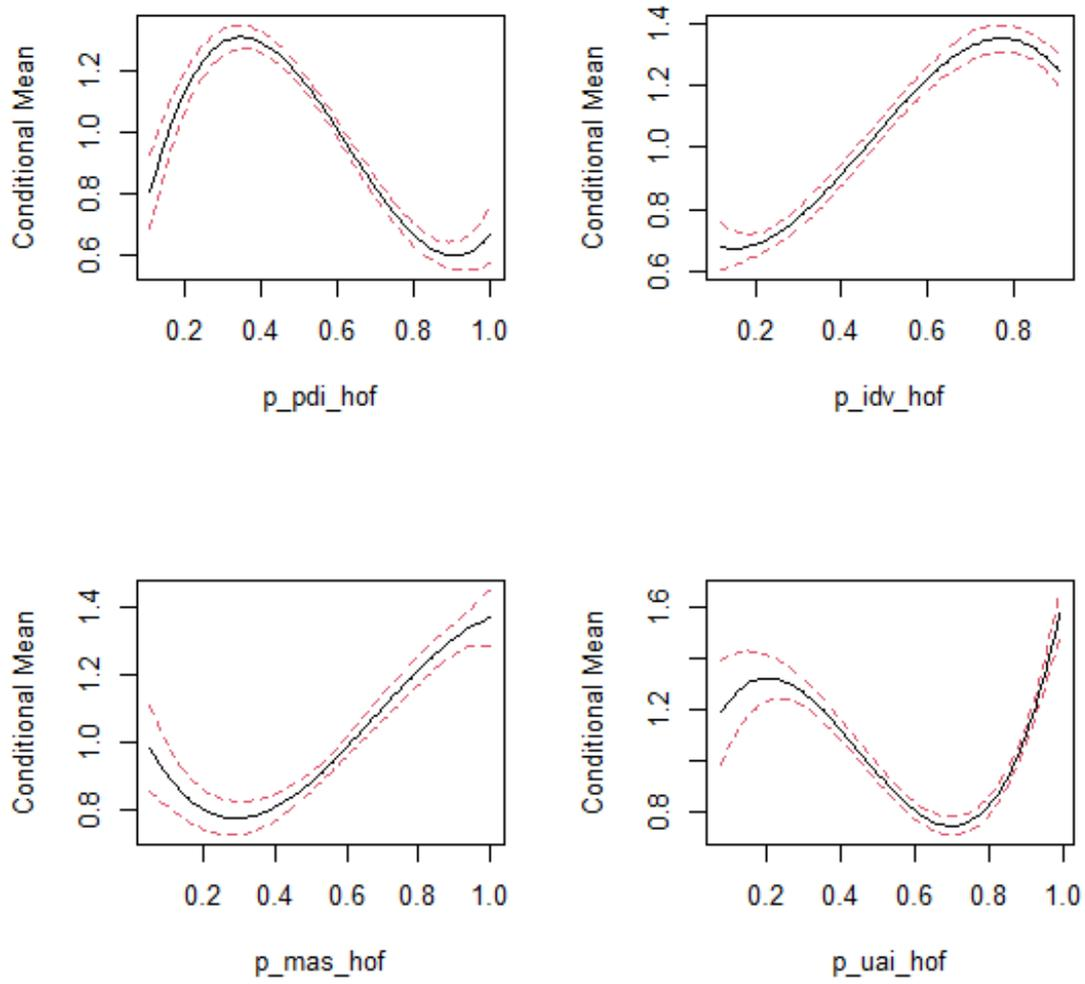 Conditional Mean
0.6 0.8 1.0 1.2
0.2 0.4 0.6 0.8 1.0
p_pdi_hof
Conditional Mean
0.6 0.8 1.0 1.2 1.4
0.2 0.4 0.6 0.8
p_idv_hof
Conditional Mean
0.8 1.0 1.2 1.4
0.2 0.4 0.6 0.8 1.0
p_mas_hof
Conditional Mean
0.8 1.2 1.6
0.2 0.4 0.6 0.8 1.0
p_uai_hof